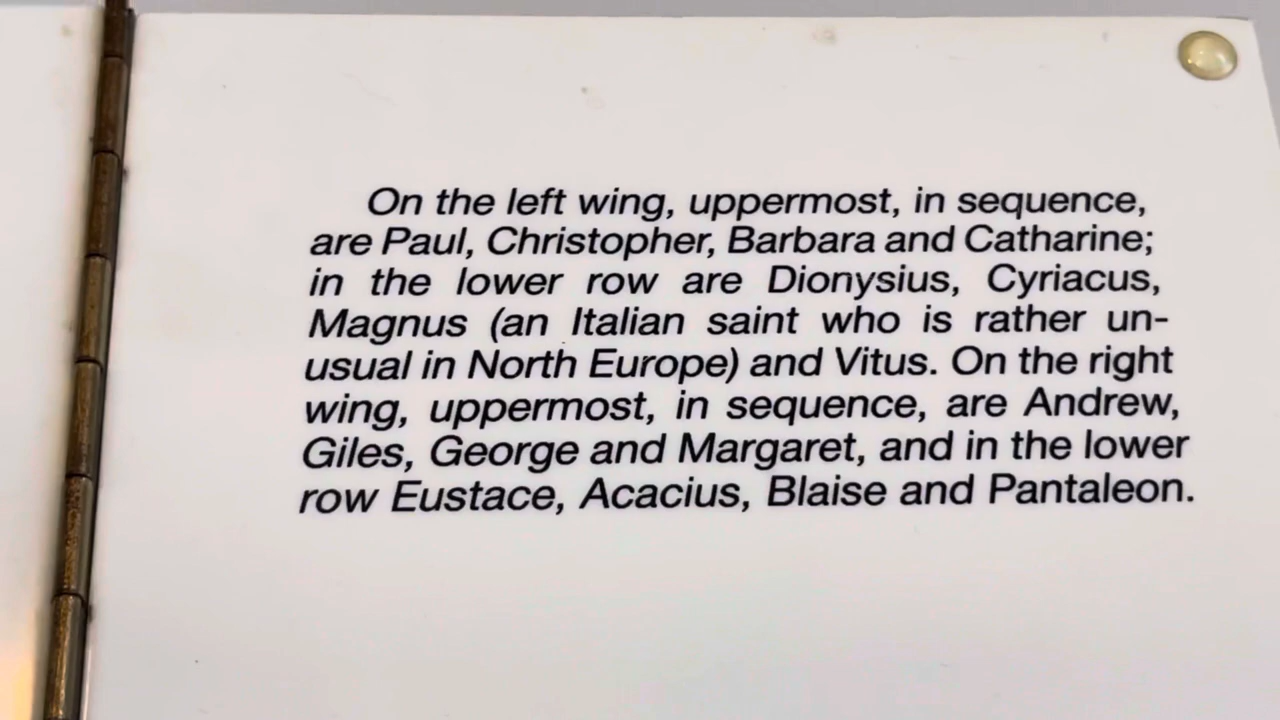 On the left wing, uppermost, in sequence,
are Paul, Christopher, Barbara and Catharine;
in the lower row are Dionysius, Cyriacus,
Magnus (an Italian saint who is rather un-
usual in North Europe) and Vitus. On the right
wing, uppermost, in sequence, are Andrew,
Giles, George and Margaret, and in the lower
row Eustace, Acacius, Blaise and Pantaleon.